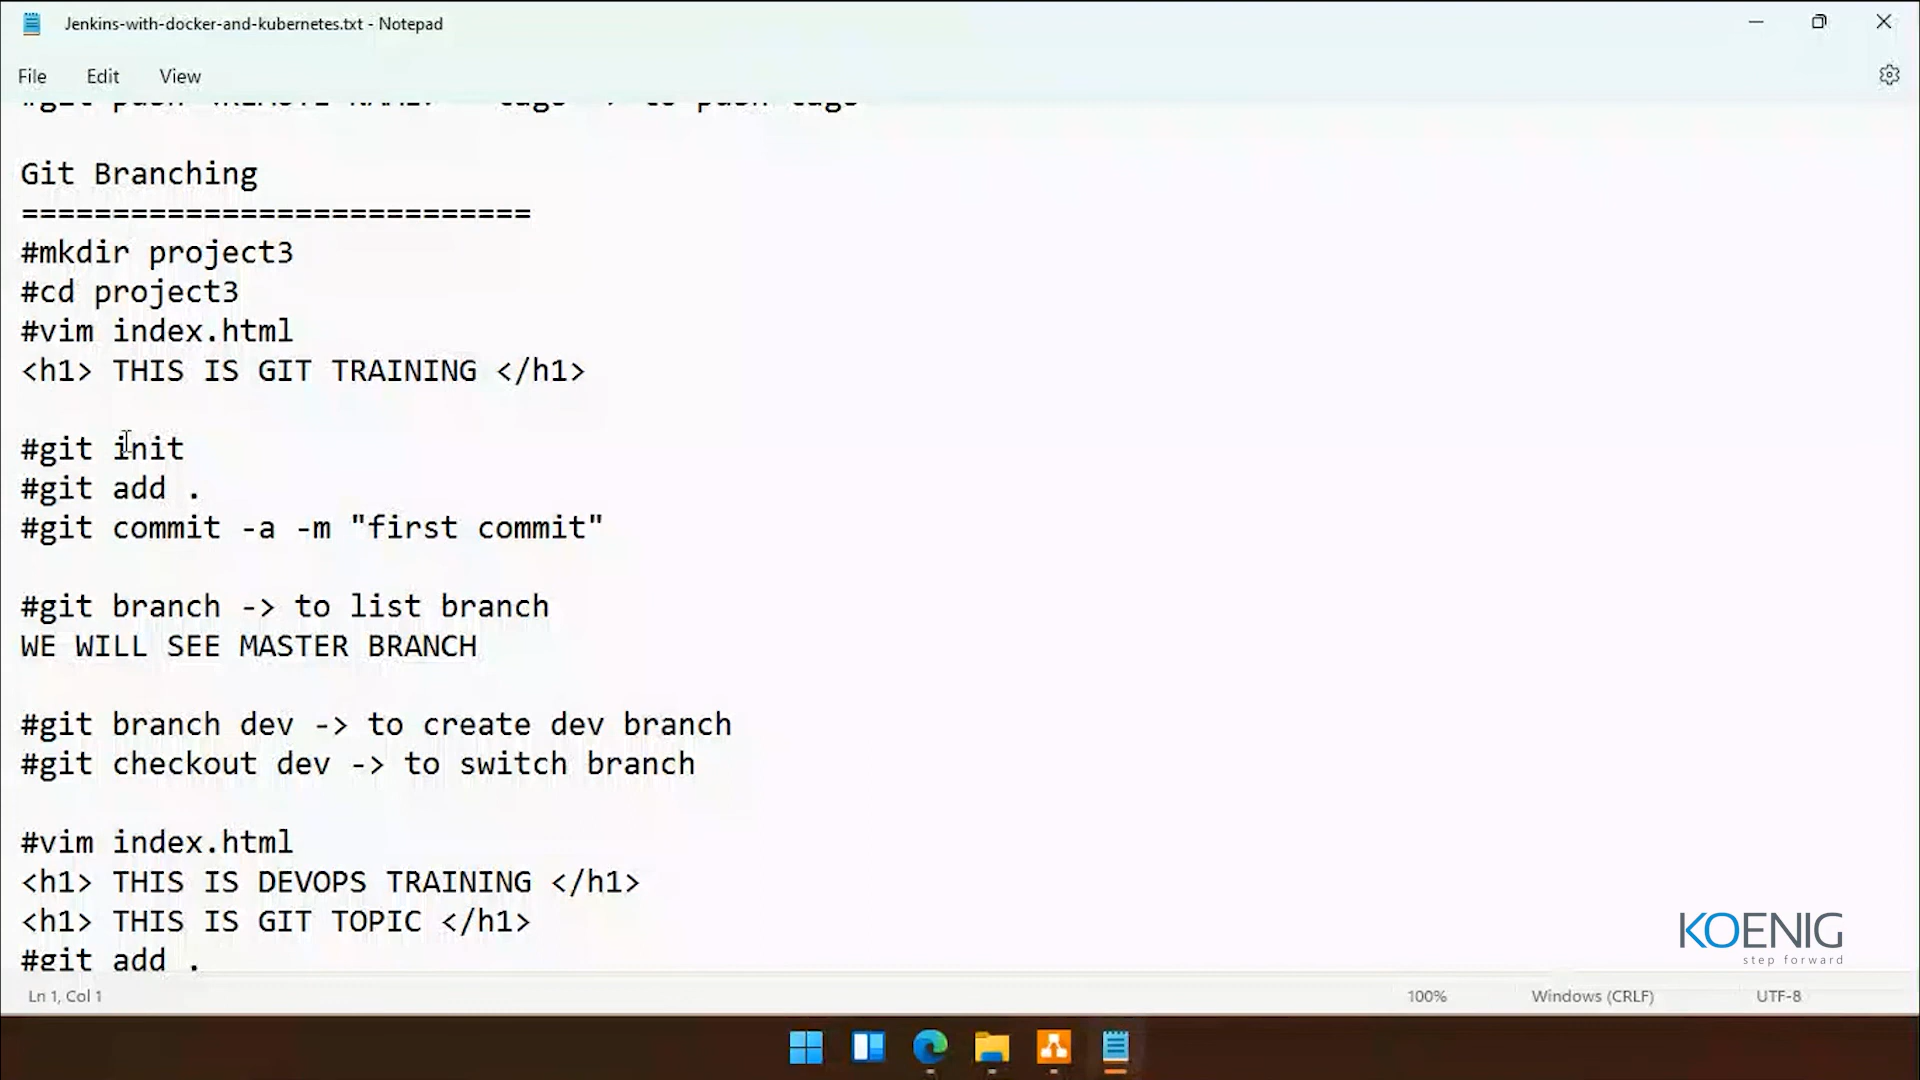 Jenkins-with-docker-and-kubernetes.txt - Notepad
File Edit View
Git Branching
============================
#mkdir project3
#cd project3
#vim index.html
<h1> THIS IS GIT TRAINING </h1>
#git init
#git add .
#git commit -a -m "first commit"
#git branch -> to list branch
WE WILL SEE MASTER BRANCH
#git branch dev -> to create dev branch
#git checkout dev -> to switch branch
#vim index.html
<h1> THIS IS DEVOPS TRAINING </h1>
<h1> THIS IS GIT TOPIC </h1>
#git add .
KOENIG
step forward
Ln 1, Col 1 100% Windows (CRLF) UTF-8